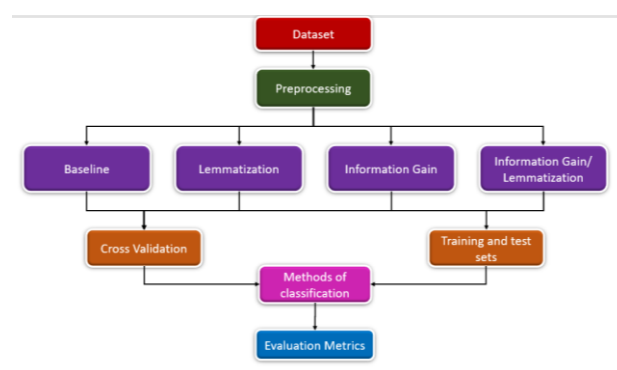 Dataset
Preprocessing
Baseline
Lemmatization
Information Gain
Information Gain/
Lemmatization
Cross Validation
Training and test
sets
Methods of
classification
Evaluation Metrics